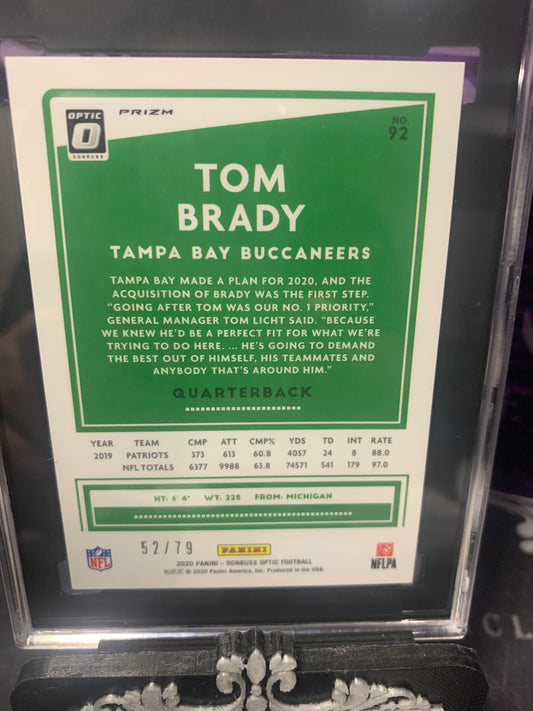 OPTIC
DONRUSS
PRIZM
NO.
92
TOM
BRADY
TAMPA BAY BUCCANEERS
TAMPA BAY MADE A PLAN FOR 2020, AND THE
ACQUISITION OF BRADY WAS THE FIRST STEP.
"GOING AFTER TOM WAS OUR NO. 1 PRIORITY,"
GENERAL MANAGER TOM LICHT SAID. "BECAUSE
WE KNEW HE'D BE A PERFECT FIT FOR WHAT WE'RE
TRYING TO DO HERE. ... HE'S GOING TO DEMAND
THE BEST OUT OF HIMSELF, HIS TEAMMATES AND
ANYBODY THAT'S AROUND HIM."
QUARTERBACK
YEAR TEAM CMP ATT CMP% YDS TD INT RATE
2019 PATRIOTS 373 613 60.8 4057 24 8 88.0
NFL TOTALS 6377 9988 63.8 74571 541 179 97.0
HT: 6' 4" WT: 225 FROM: MICHIGAN
NFL
52/79
PANINI
NFLPA
2020 PANINI - DONRUSS OPTIC FOOTBALL
© 2020 Panini America, Inc. Produced in the USA.
CL